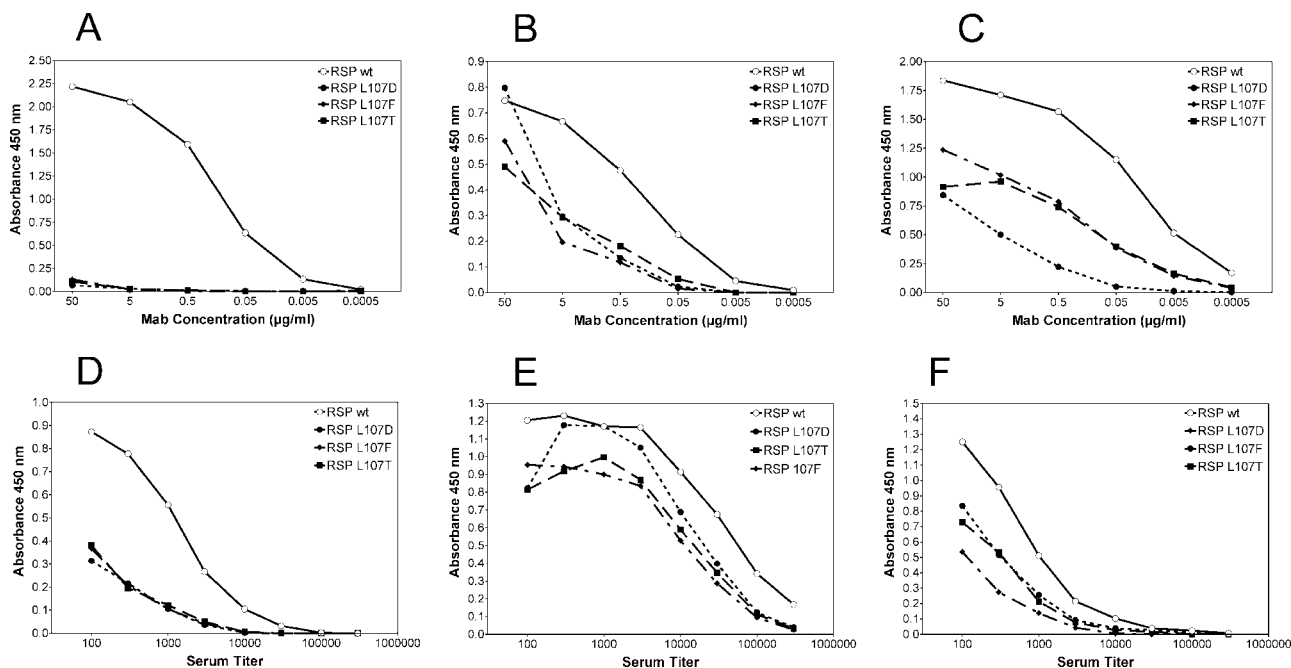 A
2.50
2.25
2.00
1.75
1.50
1.25
1.00
0.75
0.50
0.25
0.00
Absorbance 450 nm
50 5 0.5 0.05 0.005 0.0005
Mab Concentration (µg/ml)
RSP wt
RSP L107D
RSP L107F
RSP L107T
B
0.9
0.8
0.7
0.6
0.5
0.4
0.3
0.2
0.1
0.0
Absorbance 450 nm
50 5 0.5 0.05 0.005 0.0005
Mab Concentration (µg/ml)
RSP wt
RSP L107D
RSP L107F
RSP L107T
C
2.00
1.75
1.50
1.25
1.00
0.75
0.50
0.25
0.00
Absorbance 450 nm
50 5 0.5 0.05 0.005 0.0005
Mab Concentration (µg/ml)
RSP wt
RSP L107D
RSP L107F
RSP L107T
D
1.0
0.9
0.8
0.7
0.6
0.5
0.4
0.3
0.2
0.1
0.0
Absorbance 450 nm
100 1000 10000 100000 1000000
Serum Titer
RSP wt
RSP L107D
RSP L107F
RSP L107T
E
1.3
1.2
1.1
1.0
0.9
0.8
0.7
0.6
0.5
0.4
0.3
0.2
0.1
0.0
Absorbance 450 nm
100 1000 10000 100000 1000000
Serum Titer
RSP wt
RSP L107D
RSP L107T
RSP 107F
F
1.5
1.4
1.3
1.2
1.1
1.0
0.9
0.8
0.7
0.6
0.5
0.4
0.3
0.2
0.1
0.0
Absorbance 450 nm
100 1000 10000 100000 1000000
Serum Titer
RSP wt
RSP L107D
RSP L107F
RSP L107T